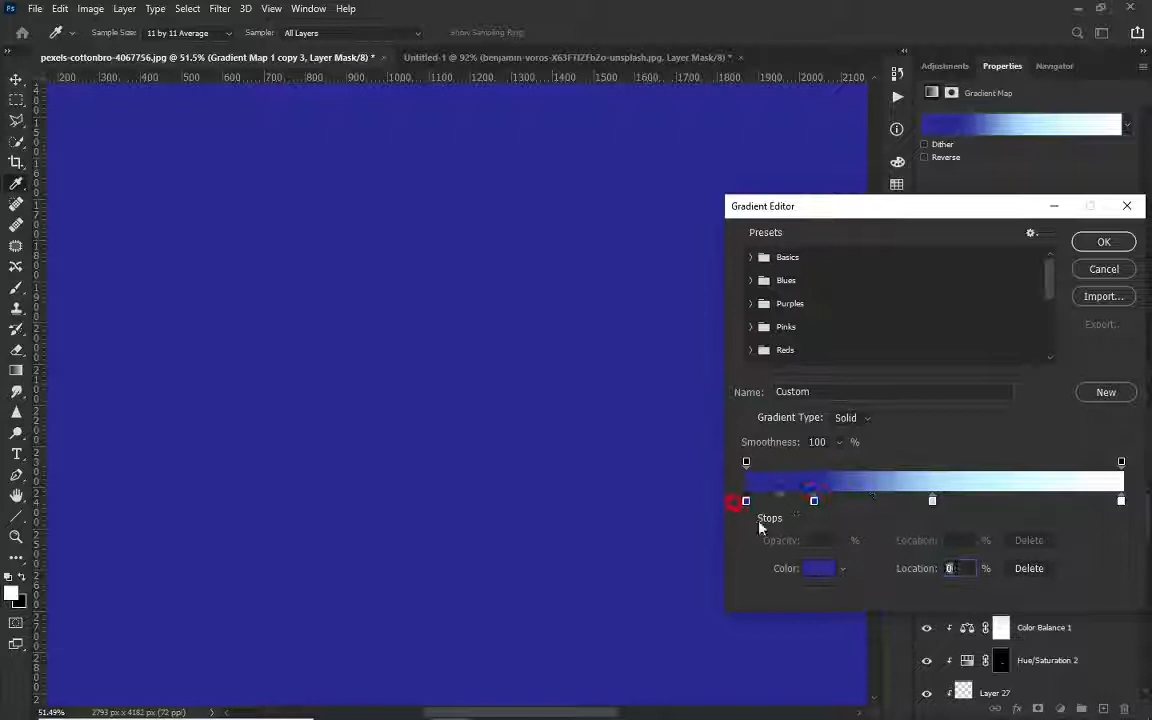 Ps File Edit Image Layer Type Select Filter 3D View Window Help
Sample Size: 11 by 11 Average Sample: All Layers Show Sampling Ring
pexels-cottonbro-4067756.jpg @ 51.5% (Gradient Map 1 copy 3, Layer Mask/8) * ×
Untitled-1 @ 92% (benjamin-voros-X63FTIZFbZo-unsplash.jpg, Layer Mask/8) * ×
Adjustments Properties Navigator
200 300 400 500 600 700 800 900 1000 1100 1200 1300 1400 1500 1600 1700 1800 1900 2000 2100
Gradient Map
Dither
Reverse
Gradient Editor
Presets
Basics
Blues
Purples
Pinks
Reds
OK
Cancel
Import...
Export...
Name: Custom
New
Gradient Type: Solid
Smoothness: 100 %
Stops
Opacity: % Location: % Delete
Color: Location: 0 % Delete
Color Balance 1
Hue/Saturation 2
Layer 27
51.49% 2793 px x 4182 px (72 ppi)